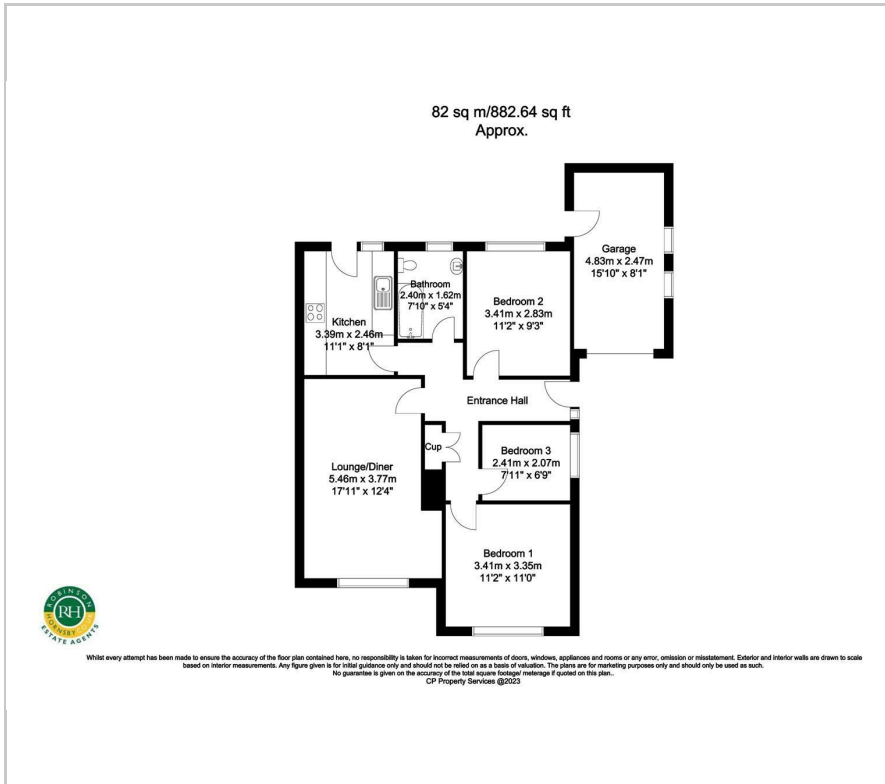 82 sq m/882.64 sq ft
Approx.
Garage
4.83m x 2.47m
15'10" x 8'1"
Bathroom
2.40m x 1.62m
7'10" x 5'4"
Bedroom 2
3.41m x 2.83m
11'2" x 9'3"
Kitchen
3.39m x 2.46m
11'1" x 8'1"
Entrance Hall
Cup
Bedroom 3
2.41m x 2.07m
7'11" x 6'9"
Lounge/Diner
5.46m x 3.77m
17'11" x 12'4"
Bedroom 1
3.41m x 3.35m
11'2" x 11'0"
ROBINSON
RH
HORNSBY
ESTATE AGENTS
Whilst every attempt has been made to ensure the accuracy of the floor plan contained here, no responsibility is taken for incorrect measurements of doors, windows, appliances and rooms or any error, omission or misstatement. Exterior and interior walls are drawn to scale
based on interior measurements. Any figure given is for initial guidance only and should not be relied on as a basis of valuation. The plans are for marketing purposes only and should only be used as such.
No guarantee is given on the accuracy of the total square footage/ meterage if quoted on this plan..
CP Property Services @2023